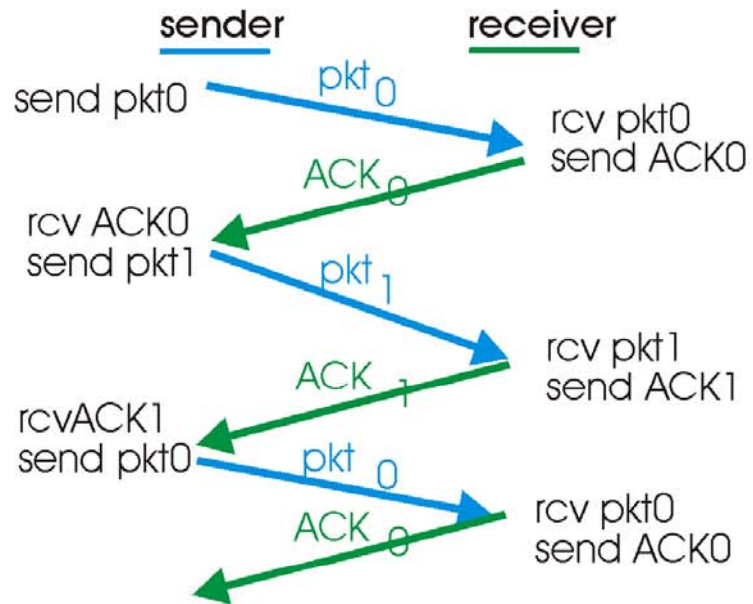 sender receiver
pkt0
send pkt0
rcv pkt0
send ACK0
ACK0
rcv ACK0
send pkt1
pkt1
rcv pkt1
send ACK1
ACK1
rcvACK1
send pkt0
pkt0
rcv pkt0
send ACK0
ACK0